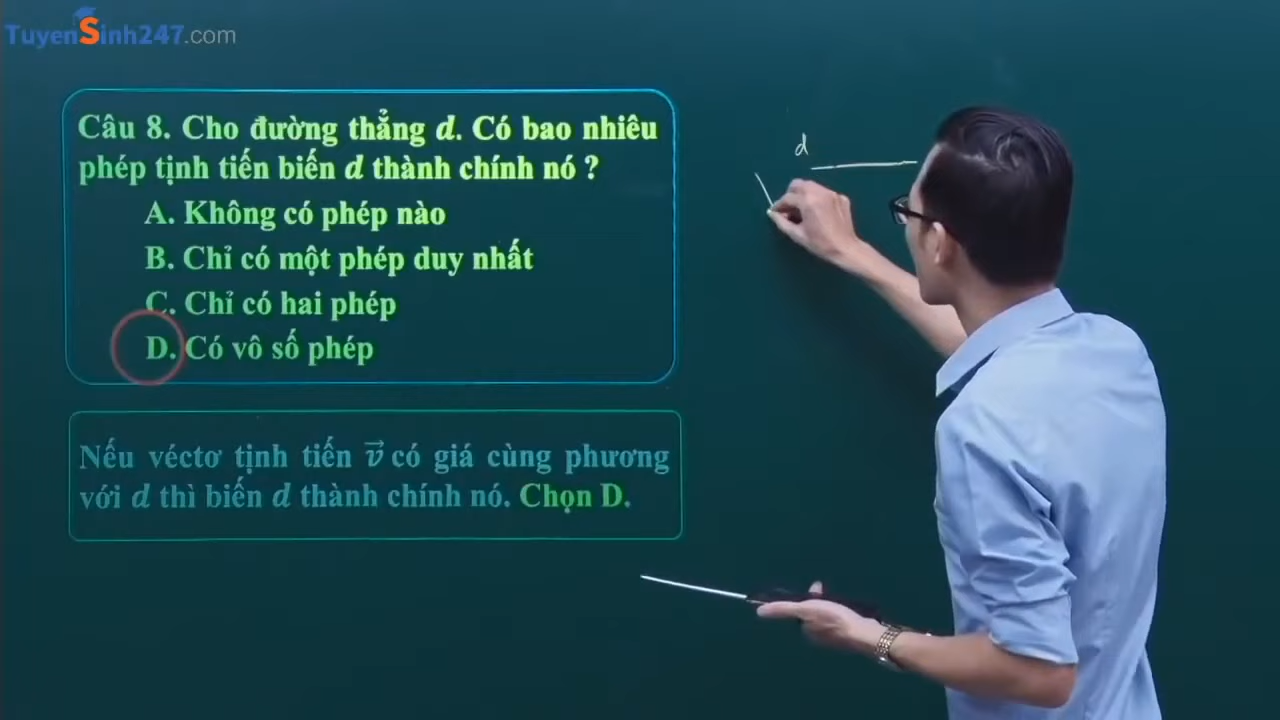 TuyenSinh247.com
Câu 8. Cho đường thẳng d. Có bao nhiêu
phép tịnh tiến biến d thành chính nó ?
A. Không có phép nào
B. Chỉ có một phép duy nhất
C. Chỉ có hai phép
D. Có vô số phép
Nếu véctơ tịnh tiến v⃗ có giá cùng phương
với d thì biến d thành chính nó. Chọn D.
d